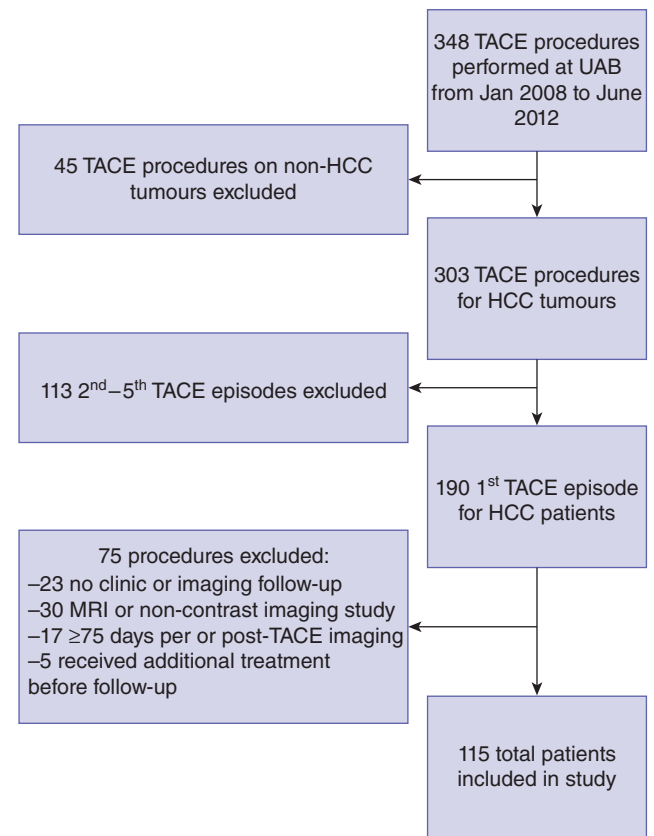 348 TACE procedures
performed at UAB
from Jan 2008 to June
2012
45 TACE procedures on non-HCC
tumours excluded
303 TACE procedures
for HCC tumours
113 2nd–5th TACE episodes excluded
190 1st TACE episode
for HCC patients
75 procedures excluded:
–23 no clinic or imaging follow-up
–30 MRI or non-contrast imaging study
–17 ≥75 days per or post-TACE imaging
–5 received additional treatment
before follow-up
115 total patients
included in study